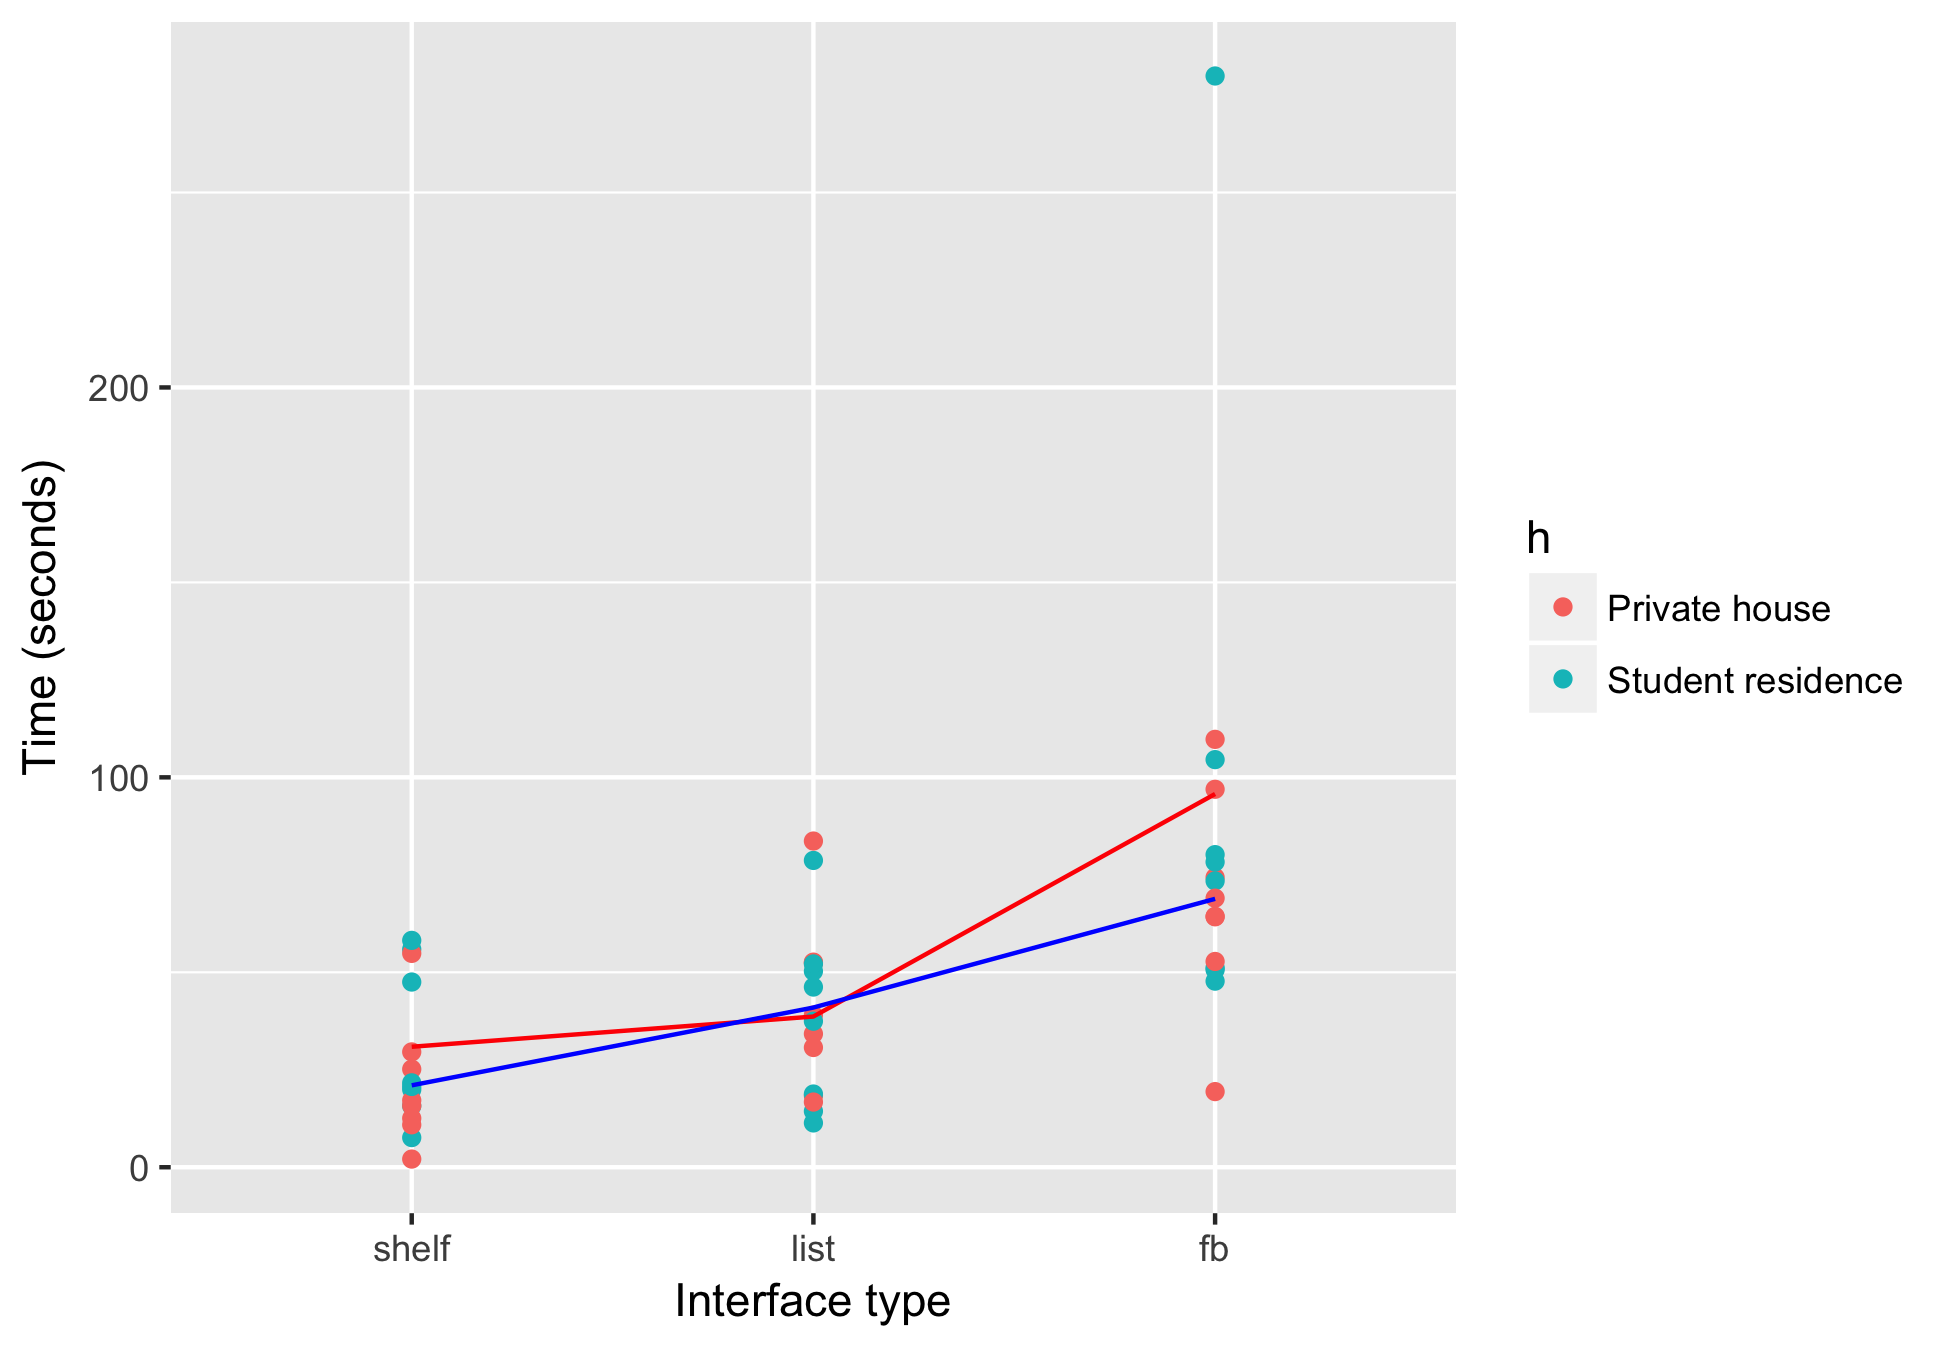 Time (seconds)
200
100
0
shelf
list
fb
Interface type
h
Private house
Student residence